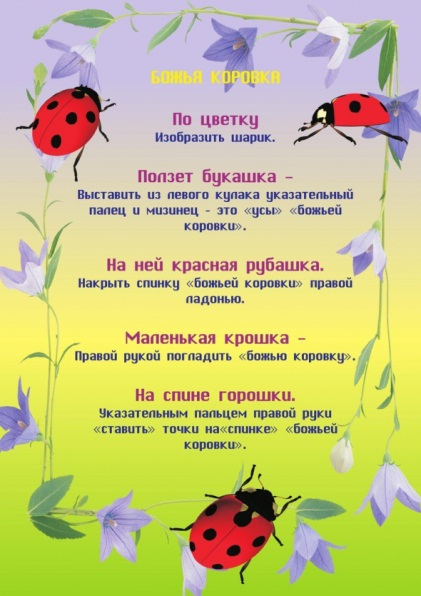 БОЖЬЯ КОРОВКА
По цветку
Изобразить шарик.
Ползет букашка -
Выставить из левого кулака указательный
палец и мизинец - это «усы» «божьей
коровки».
На ней красная рубашка.
Накрыть спинку «божьей коровки» правой
ладонью.
Маленькая крошка -
Правой рукой погладить «божью коровку».
На спине горошки.
Указательным пальцем правой руки
«ставить» точки на«спинке» «божьей
коровки».